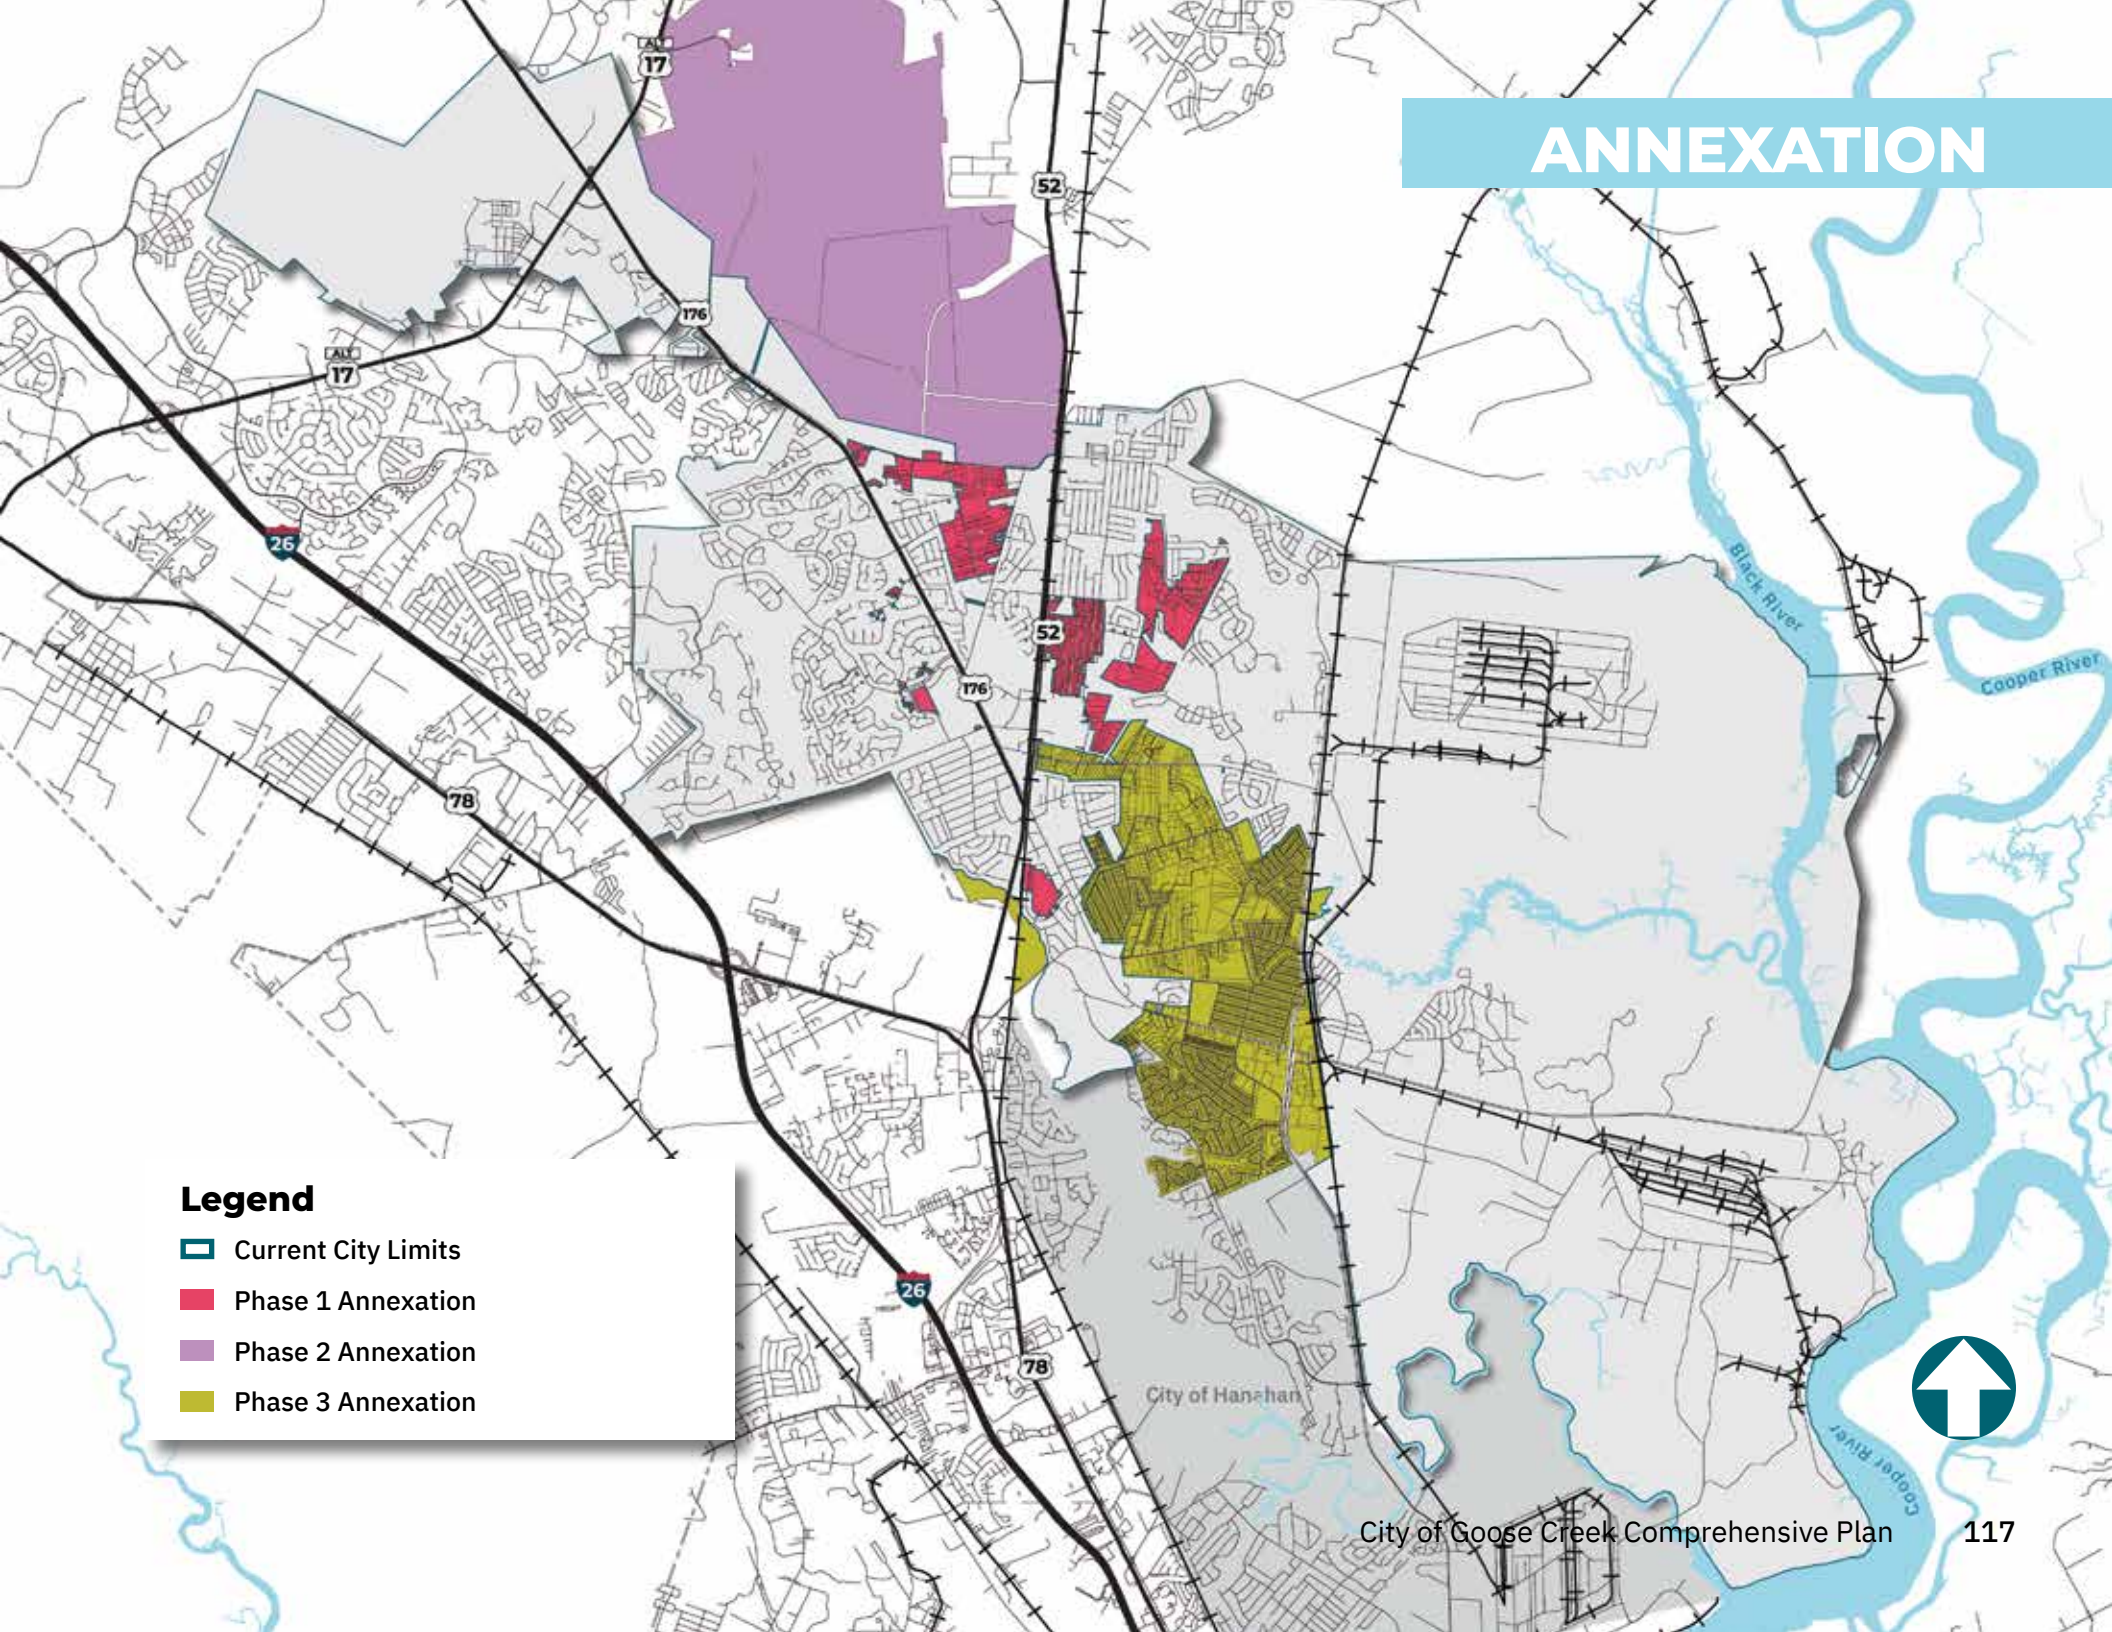 ALT
17
52
ANNEXATION
176
ALT
17
26
Black River
52
Cooper River
176
78
Legend
Current City Limits
Phase 1 Annexation
Phase 2 Annexation
Phase 3 Annexation
26
78
City of Hanahan
Cooper River
City of Goose Creek Comprehensive Plan 117